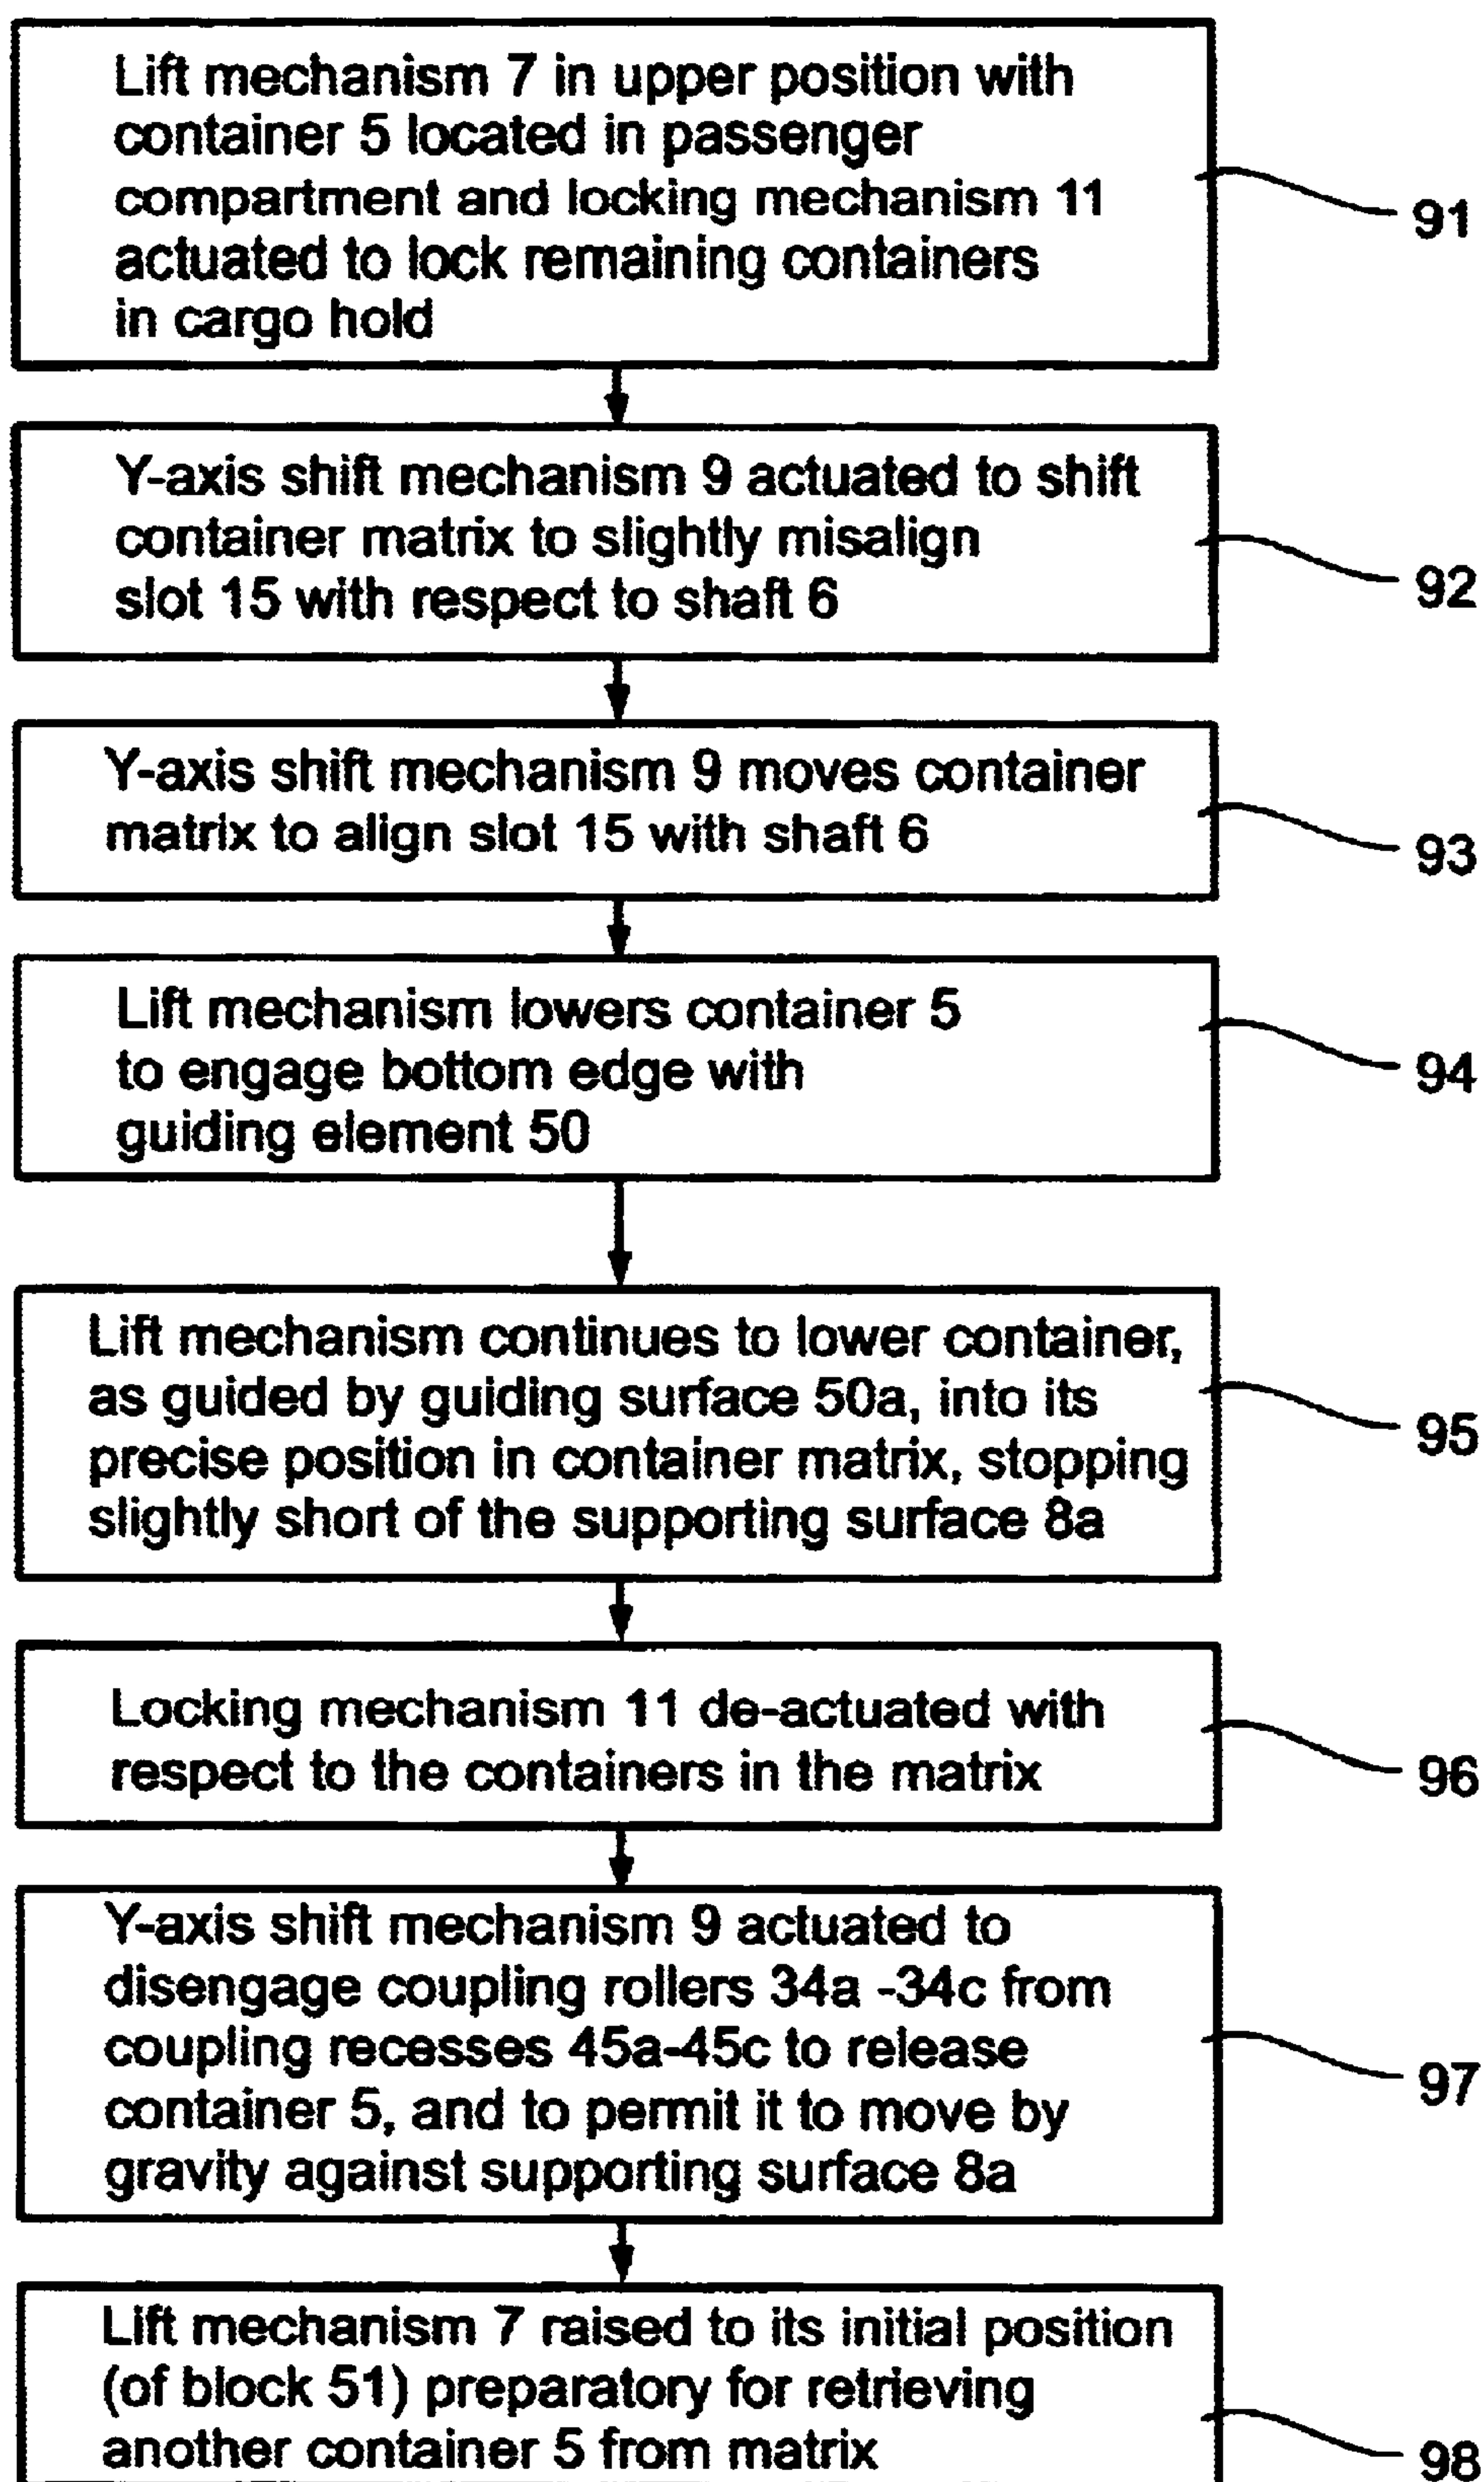 Lift mechanism 7 in upper position with
container 5 located in passenger
compartment and locking mechanism 11
actuated to lock remaining containers
in cargo hold
91
Y-axis shift mechanism 9 actuated to shift
container matrix to slightly misalign
slot 15 with respect to shaft 6
92
Y-axis shift mechanism 9 moves container
matrix to align slot 15 with shaft 6
93
Lift mechanism lowers container 5
to engage bottom edge with
guiding element 50
94
Lift mechanism continues to lower container,
as guided by guiding surface 50a, into its
precise position in container matrix, stopping
slightly short of the supporting surface 8a
95
Locking mechanism 11 de-actuated with
respect to the containers in the matrix
96
Y-axis shift mechanism 9 actuated to
disengage coupling rollers 34a -34c from
coupling recesses 45a-45c to release
container 5, and to permit it to move by
gravity against supporting surface 8a
97
Lift mechanism 7 raised to its initial position
(of block 51) preparatory for retrieving
another container 5 from matrix
98